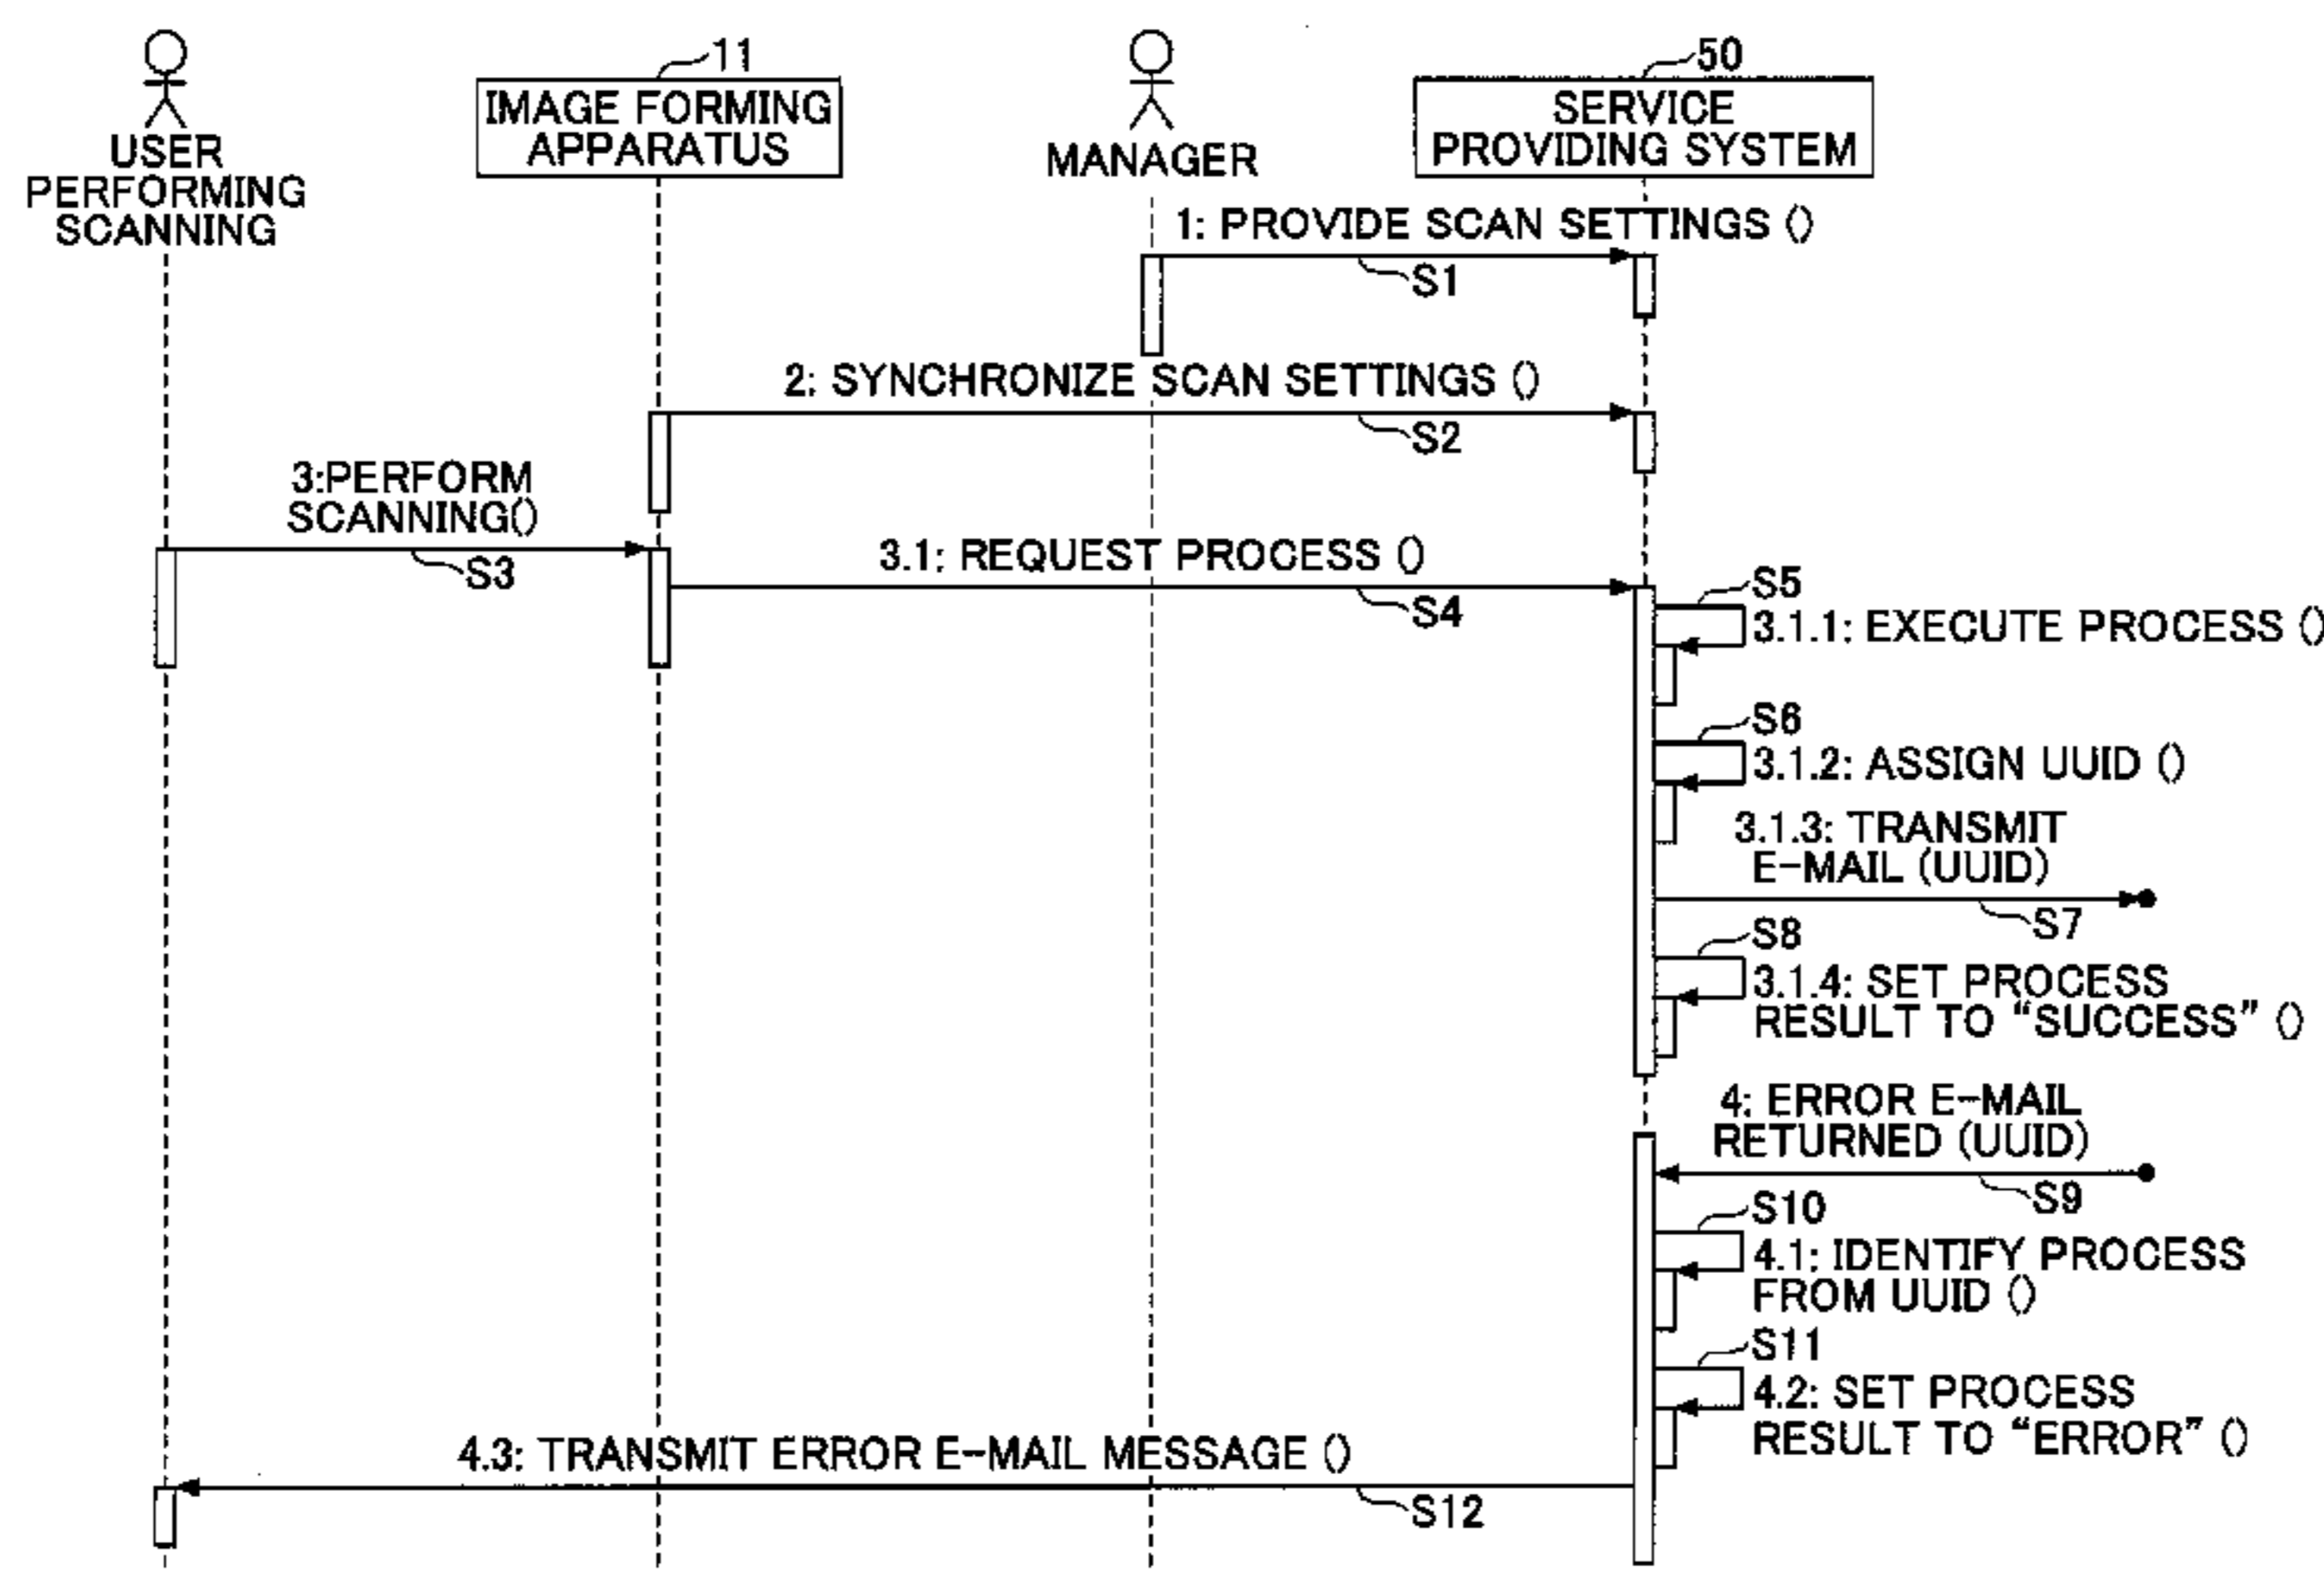 11
50
USER
PERFORMING
SCANNING
IMAGE FORMING
APPARATUS
MANAGER
SERVICE
PROVIDING SYSTEM
1: PROVIDE SCAN SETTINGS ()
S1
2: SYNCHRONIZE SCAN SETTINGS ()
S2
3:PERFORM
SCANNING()
S3
3.1: REQUEST PROCESS ()
S4
S5
3.1.1: EXECUTE PROCESS ()
S6
3.1.2: ASSIGN UUID ()
3.1.3: TRANSMIT
E-MAIL (UUID)
S7
S8
3.1.4: SET PROCESS
RESULT TO “SUCCESS” ()
4: ERROR E-MAIL
RETURNED (UUID)
S9
S10
4.1: IDENTIFY PROCESS
FROM UUID ()
S11
4.2: SET PROCESS
RESULT TO “ERROR” ()
4.3: TRANSMIT ERROR E-MAIL MESSAGE ()
S12